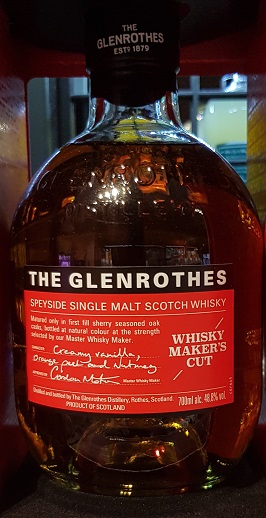 THE
GLENROTHES
ESTD 1879
THE GLENROTHES
SPEYSIDE SINGLE MALT SCOTCH WHISKY
Matured only in first fill sherry seasoned oak
casks, bottled at natural colour at the strength
selected by our Master Whisky Maker.
WHISKY
MAKER'S
CUT
Creamy vanilla,
Orange peel and Nutmeg
Gordon Motion Master Whisky Maker
Distilled and bottled by The Glenrothes Distillery, Rothes, Scotland.
PRODUCT OF SCOTLAND
700ml alc. 48.8% vol.